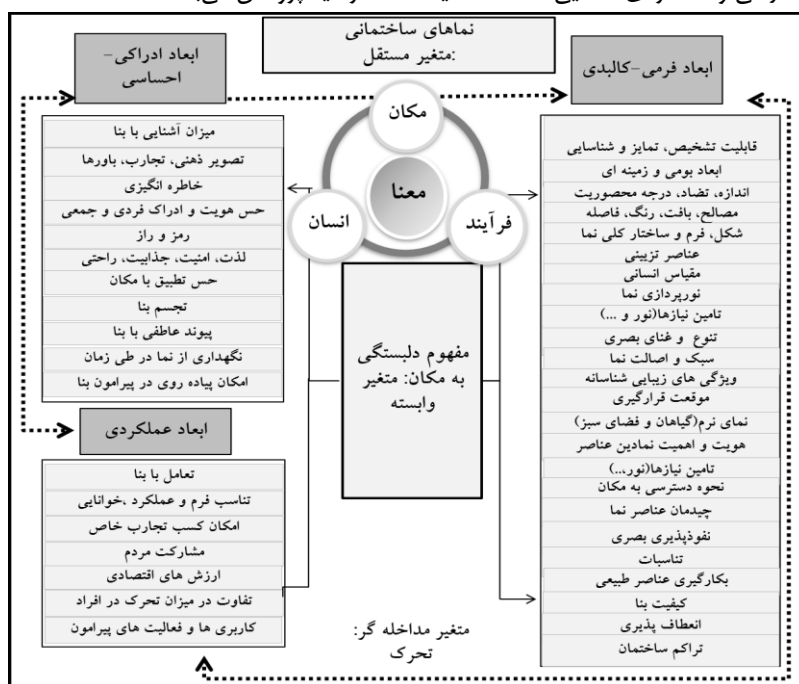 نماهای ساختمانی
متغیر مستقل:
ابعاد فرمی-کالبدی
قابلیت تشخیص، تمایز و شناسایی
ابعاد بومی و زمینه ای
اندازه، تضاد، درجه محصوریت
مصالح، بافت، رنگ، فاصله
شکل، فرم و ساختار کلی نما
عناصر تزیینی
مقیاس انسانی
نورپردازی نما
تامین نیازها(نور و ...)
تنوع و غنای بصری
سبک و اصالت نما
ویژگی های زیبایی شناسانه
موقعت قرارگیری
نمای نرم(گیاهان و فضای سبز)
هویت و اهمیت نمادین عناصر
تامین نیازها(نور،..)
نحوه دسترسی به مکان
چیدمان عناصر نما
نفوذپذیری بصری
تناسبات
بکارگیری عناصر طبیعی
کیفیت بنا
انعطاف پذیری
تراکم ساختمان
مکان
معنا
فرآیند
انسان
مفهوم دلبستگی
به مکان: متغیر
وابسته
متغیر مداخله گر:
تحرک
ابعاد ادراکی-
احساسی
میزان آشنایی با بنا
تصویر ذهنی، تجارب، باورها
خاطره انگیزی
حس هویت و ادراک فردی و جمعی
رمز و راز
لذت، امنیت، جذابیت، راحتی
حس تطبیق با مکان
تجسم بنا
پیوند عاطفی با بنا
نگهداری از نما در طی زمان
امکان پیاده روی در پیرامون بنا
ابعاد عملکردی
تعامل با بنا
تناسب فرم و عملکرد ،خوانایی
امکان کسب تجارب خاص
مشارکت مردم
ارزش های اقتصادی
تفاوت در میزان تحرک در افراد
کاربری ها و فعالیت های پیرامون